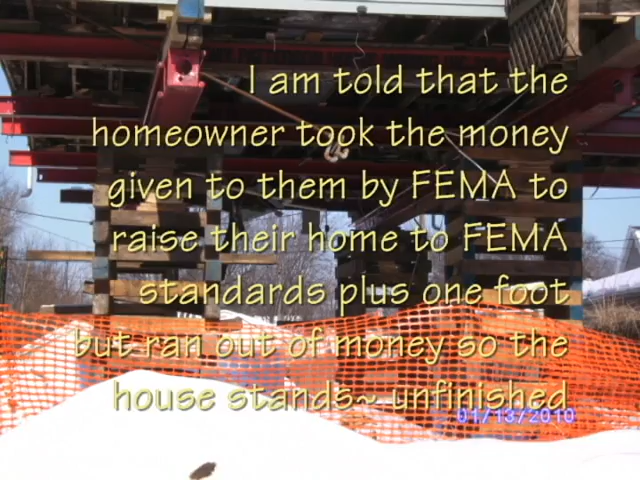 I am told that the
homeowner took the money
given to them by FEMA to
raise their home to FEMA
standards plus one foot
but ran out of money so the
house stands~ unfinished
01/13/2010